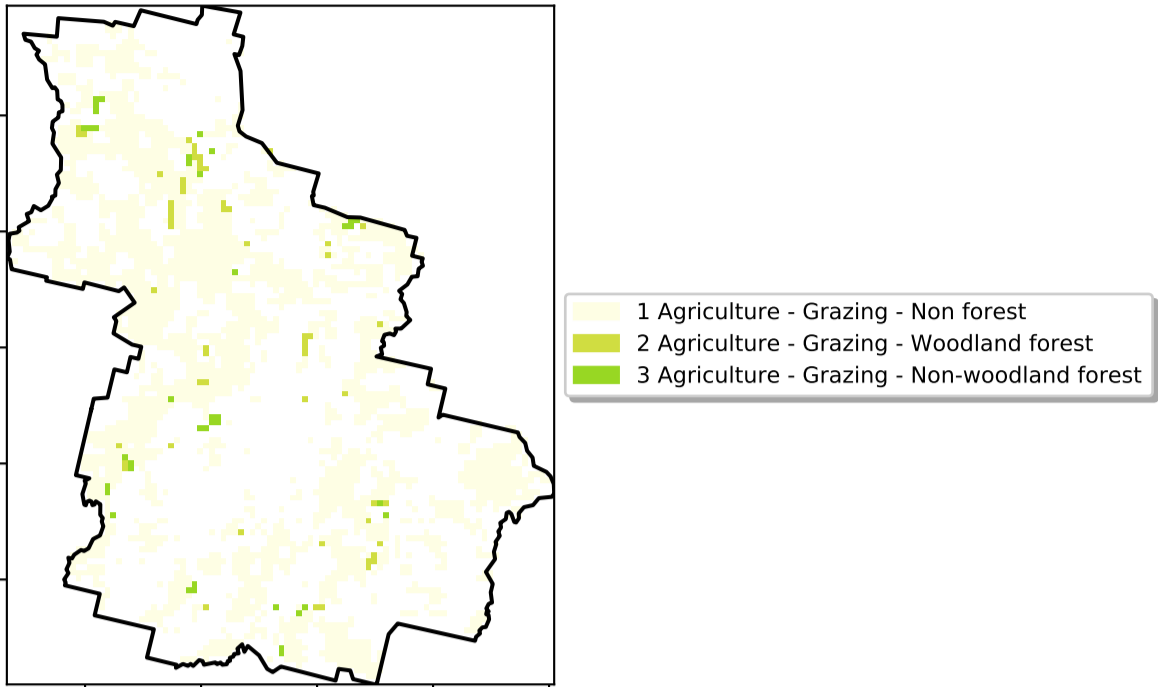 1 Agriculture - Grazing - Non forest
2 Agriculture - Grazing - Woodland forest
3 Agriculture - Grazing - Non-woodland forest